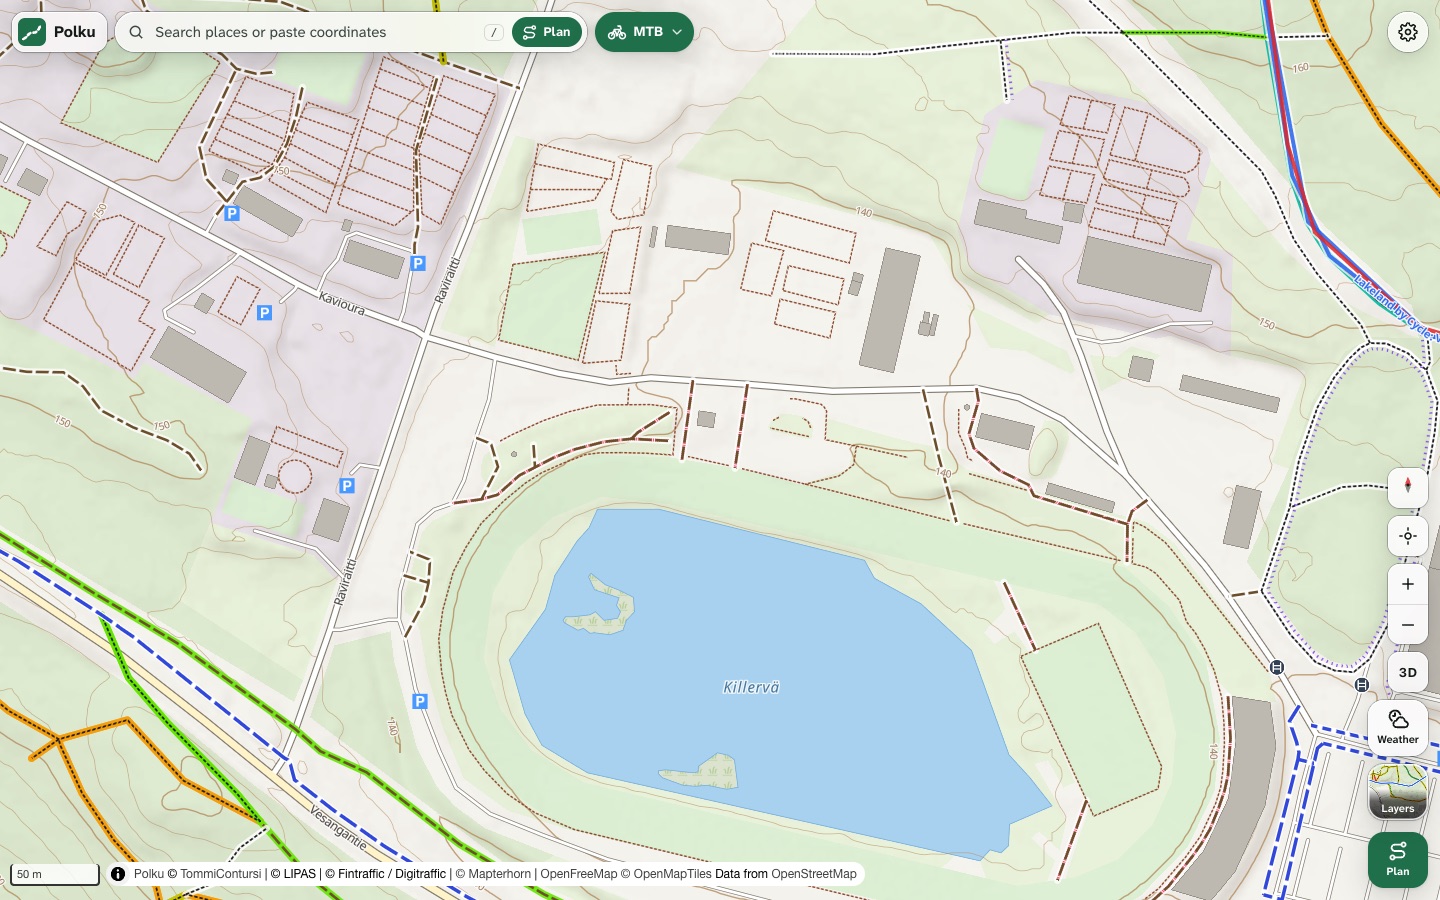 Polku
Search places or paste coordinates
/
Plan
MTB
160
150
P
150
140
Raviraitti
P
Kavioura
P
Lakeland by Cycle
150
150
150
140
P
Raviraitti
3D
Killervä
P
140
140
Weather
Layers
Vesangantie
Plan
50 m
Polku © TommiContursi | © LIPAS | © Fintraffic / Digitraffic | © Mapterhorn | OpenFreeMap © OpenMapTiles Data from OpenStreetMap